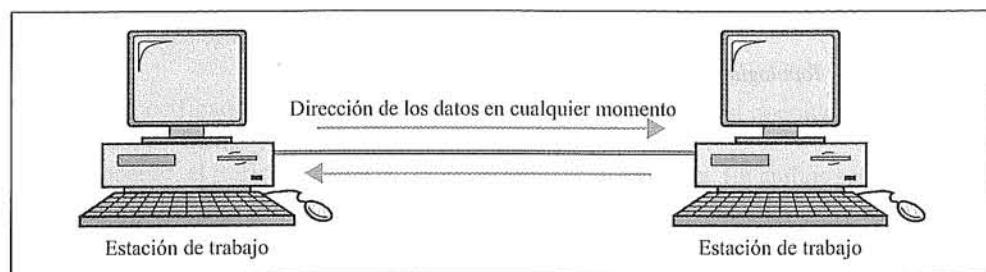 Dirección de los datos en cualquier momento
Estación de trabajo
Estación de trabajo